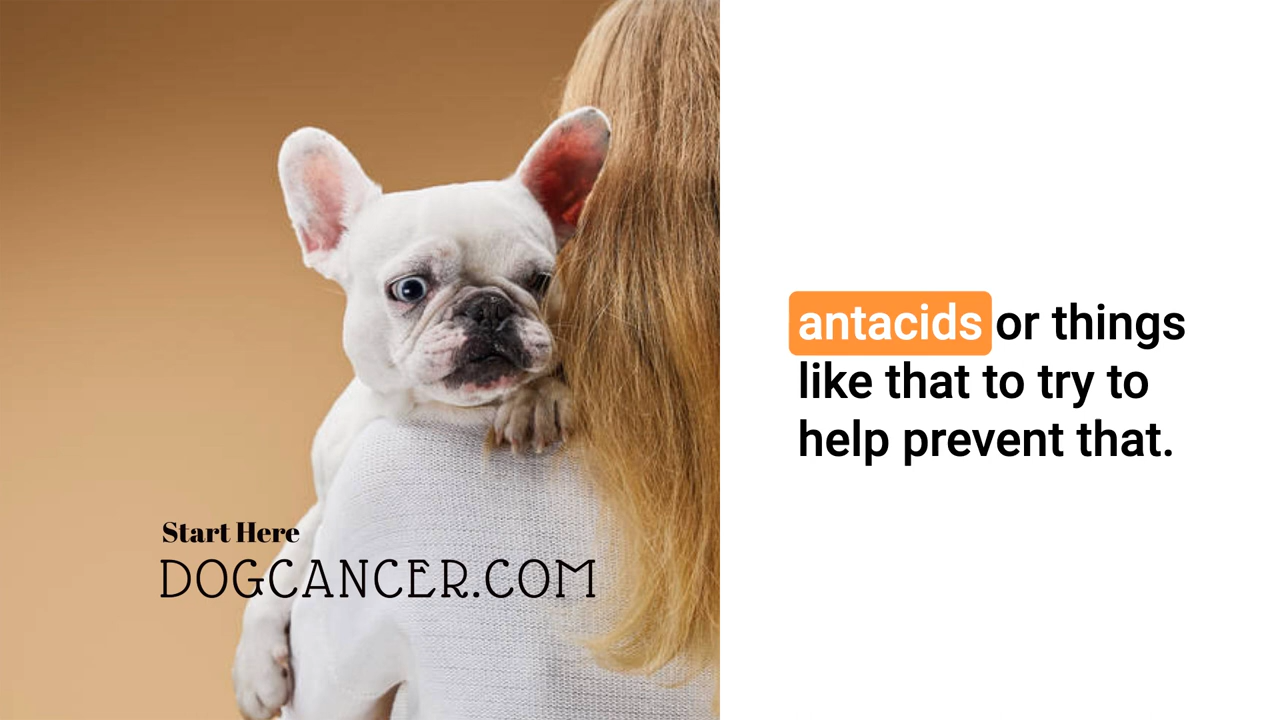 Start Here
DOGCANCER.COM
antacids or things
like that to try to
help prevent that.